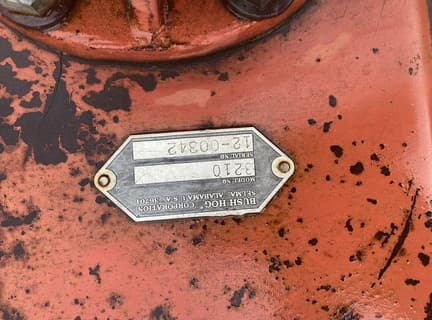 BUSH HOG® CORPORATION
SELMA, ALABAMA U.S.A. 36701
MODEL NO 3210
SERIAL NO 12-00342